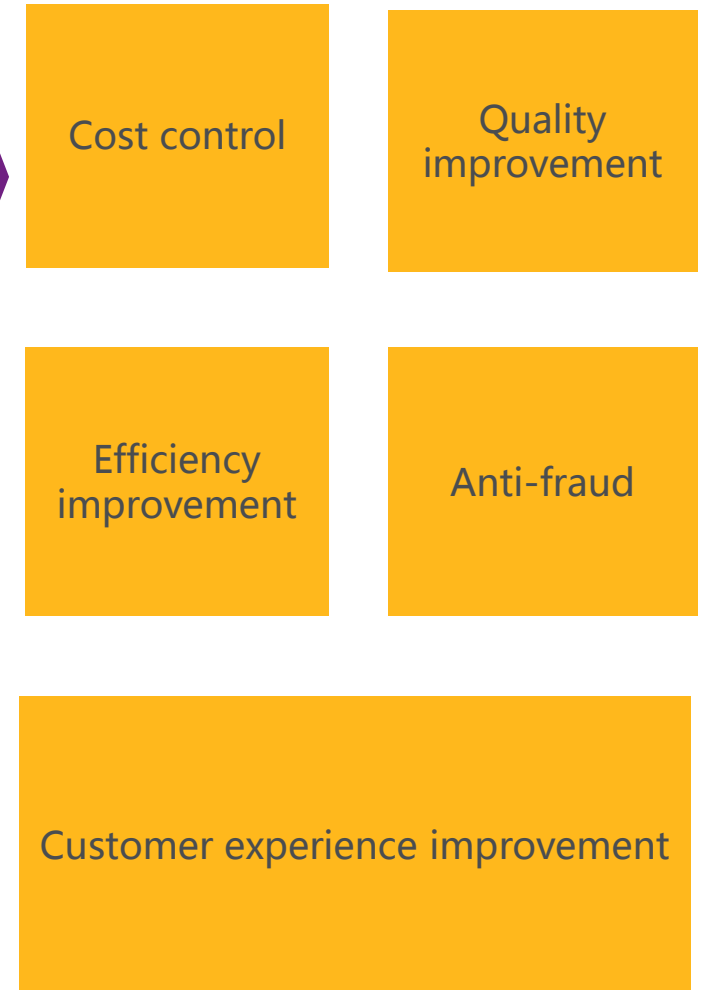 Cost control
Quality
improvement
Efficiency
improvement
Anti-fraud
Customer experience improvement